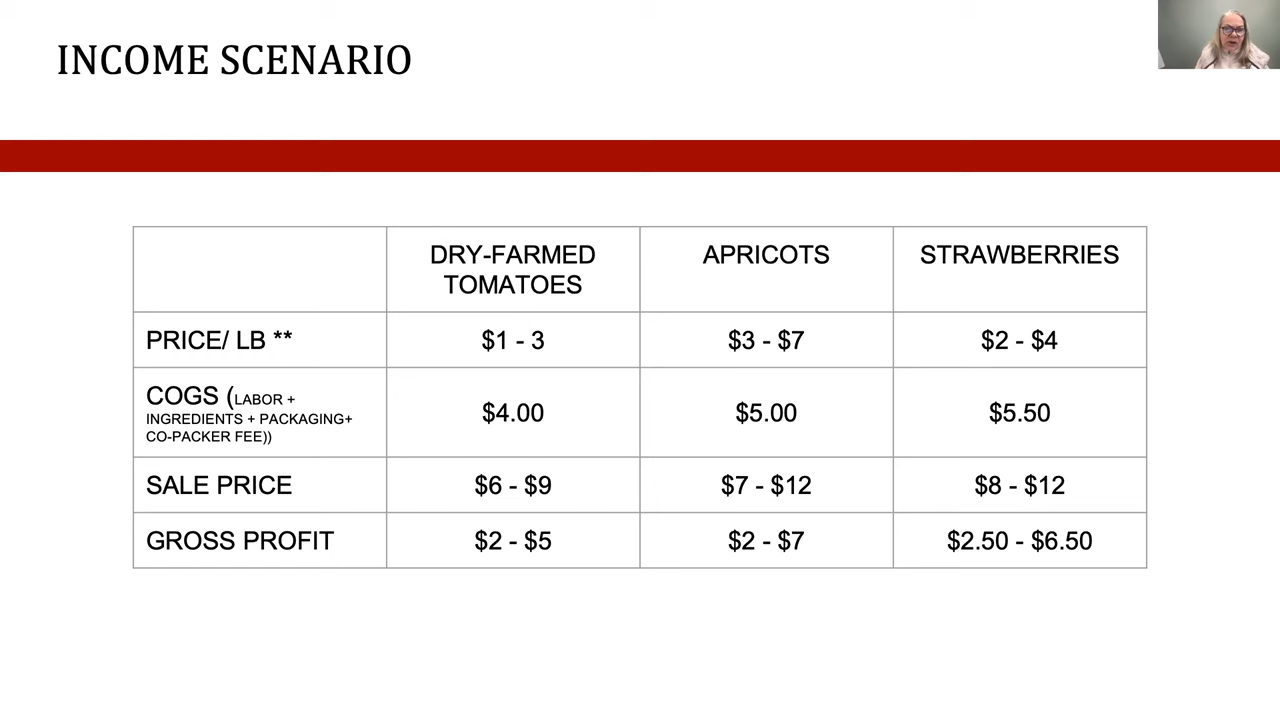 INCOME SCENARIO
DRY-FARMED
TOMATOES
APRICOTS
STRAWBERRIES
PRICE/ LB **
$1 - 3
$3 - $7
$2 - $4
COGS (LABOR +
INGREDIENTS + PACKAGING+
CO-PACKER FEE))
$4.00
$5.00
$5.50
SALE PRICE
$6 - $9
$7 - $12
$8 - $12
GROSS PROFIT
$2 - $5
$2 - $7
$2.50 - $6.50